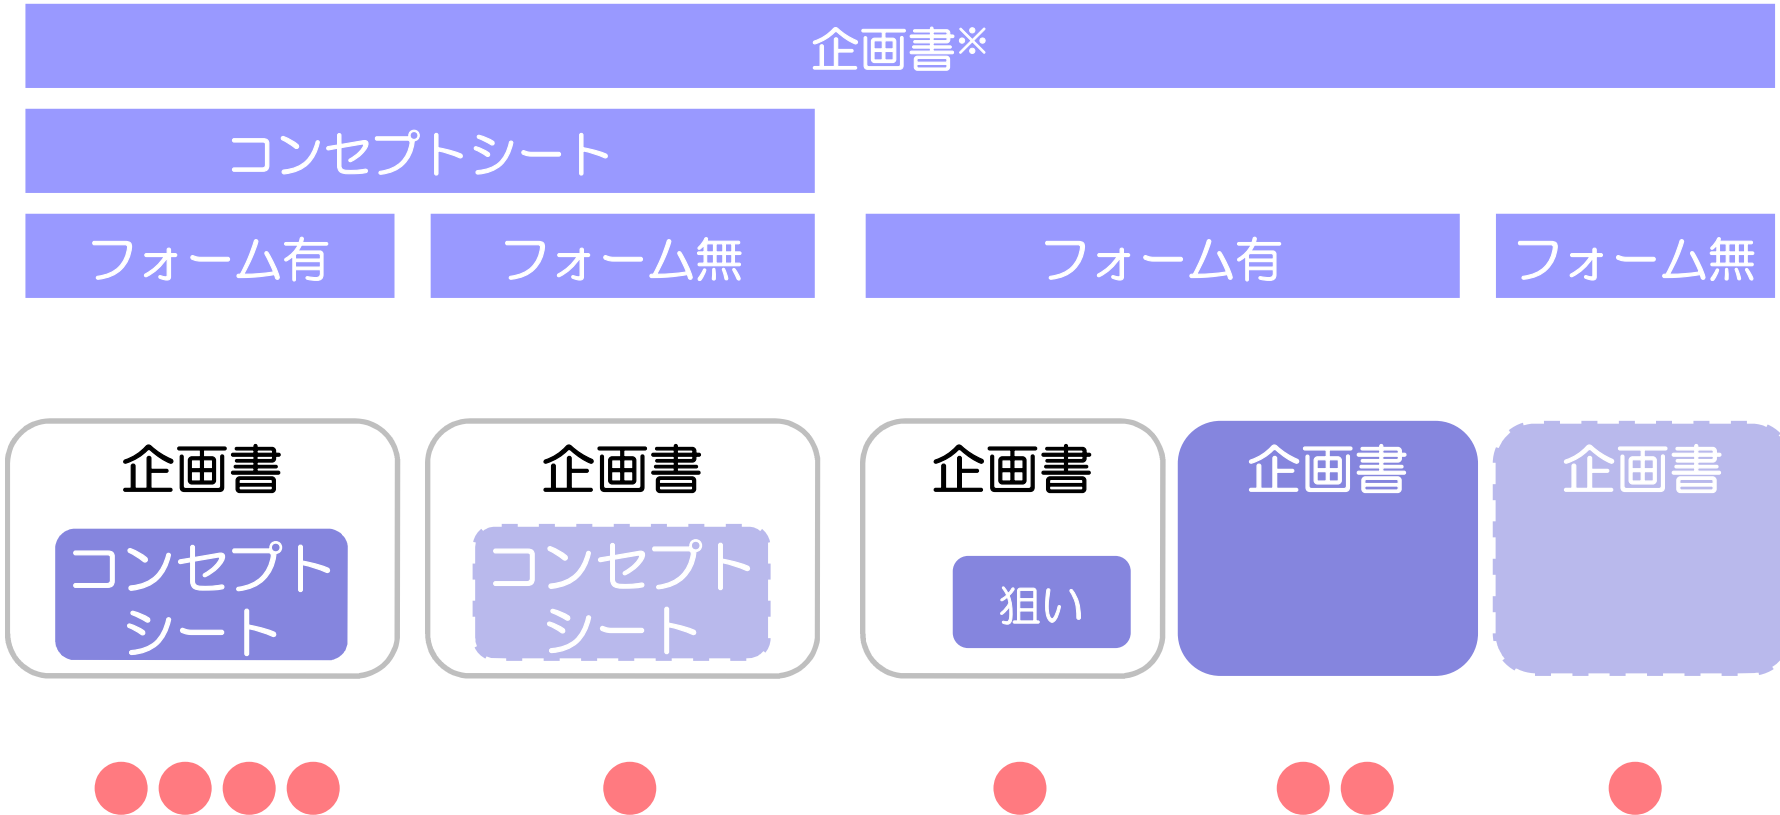 企画書※
コンセプトシート
フォーム有
フォーム無
フォーム有
フォーム無
企画書
コンセプト
シート
企画書
コンセプト
シート
企画書
狙い
企画書
企画書